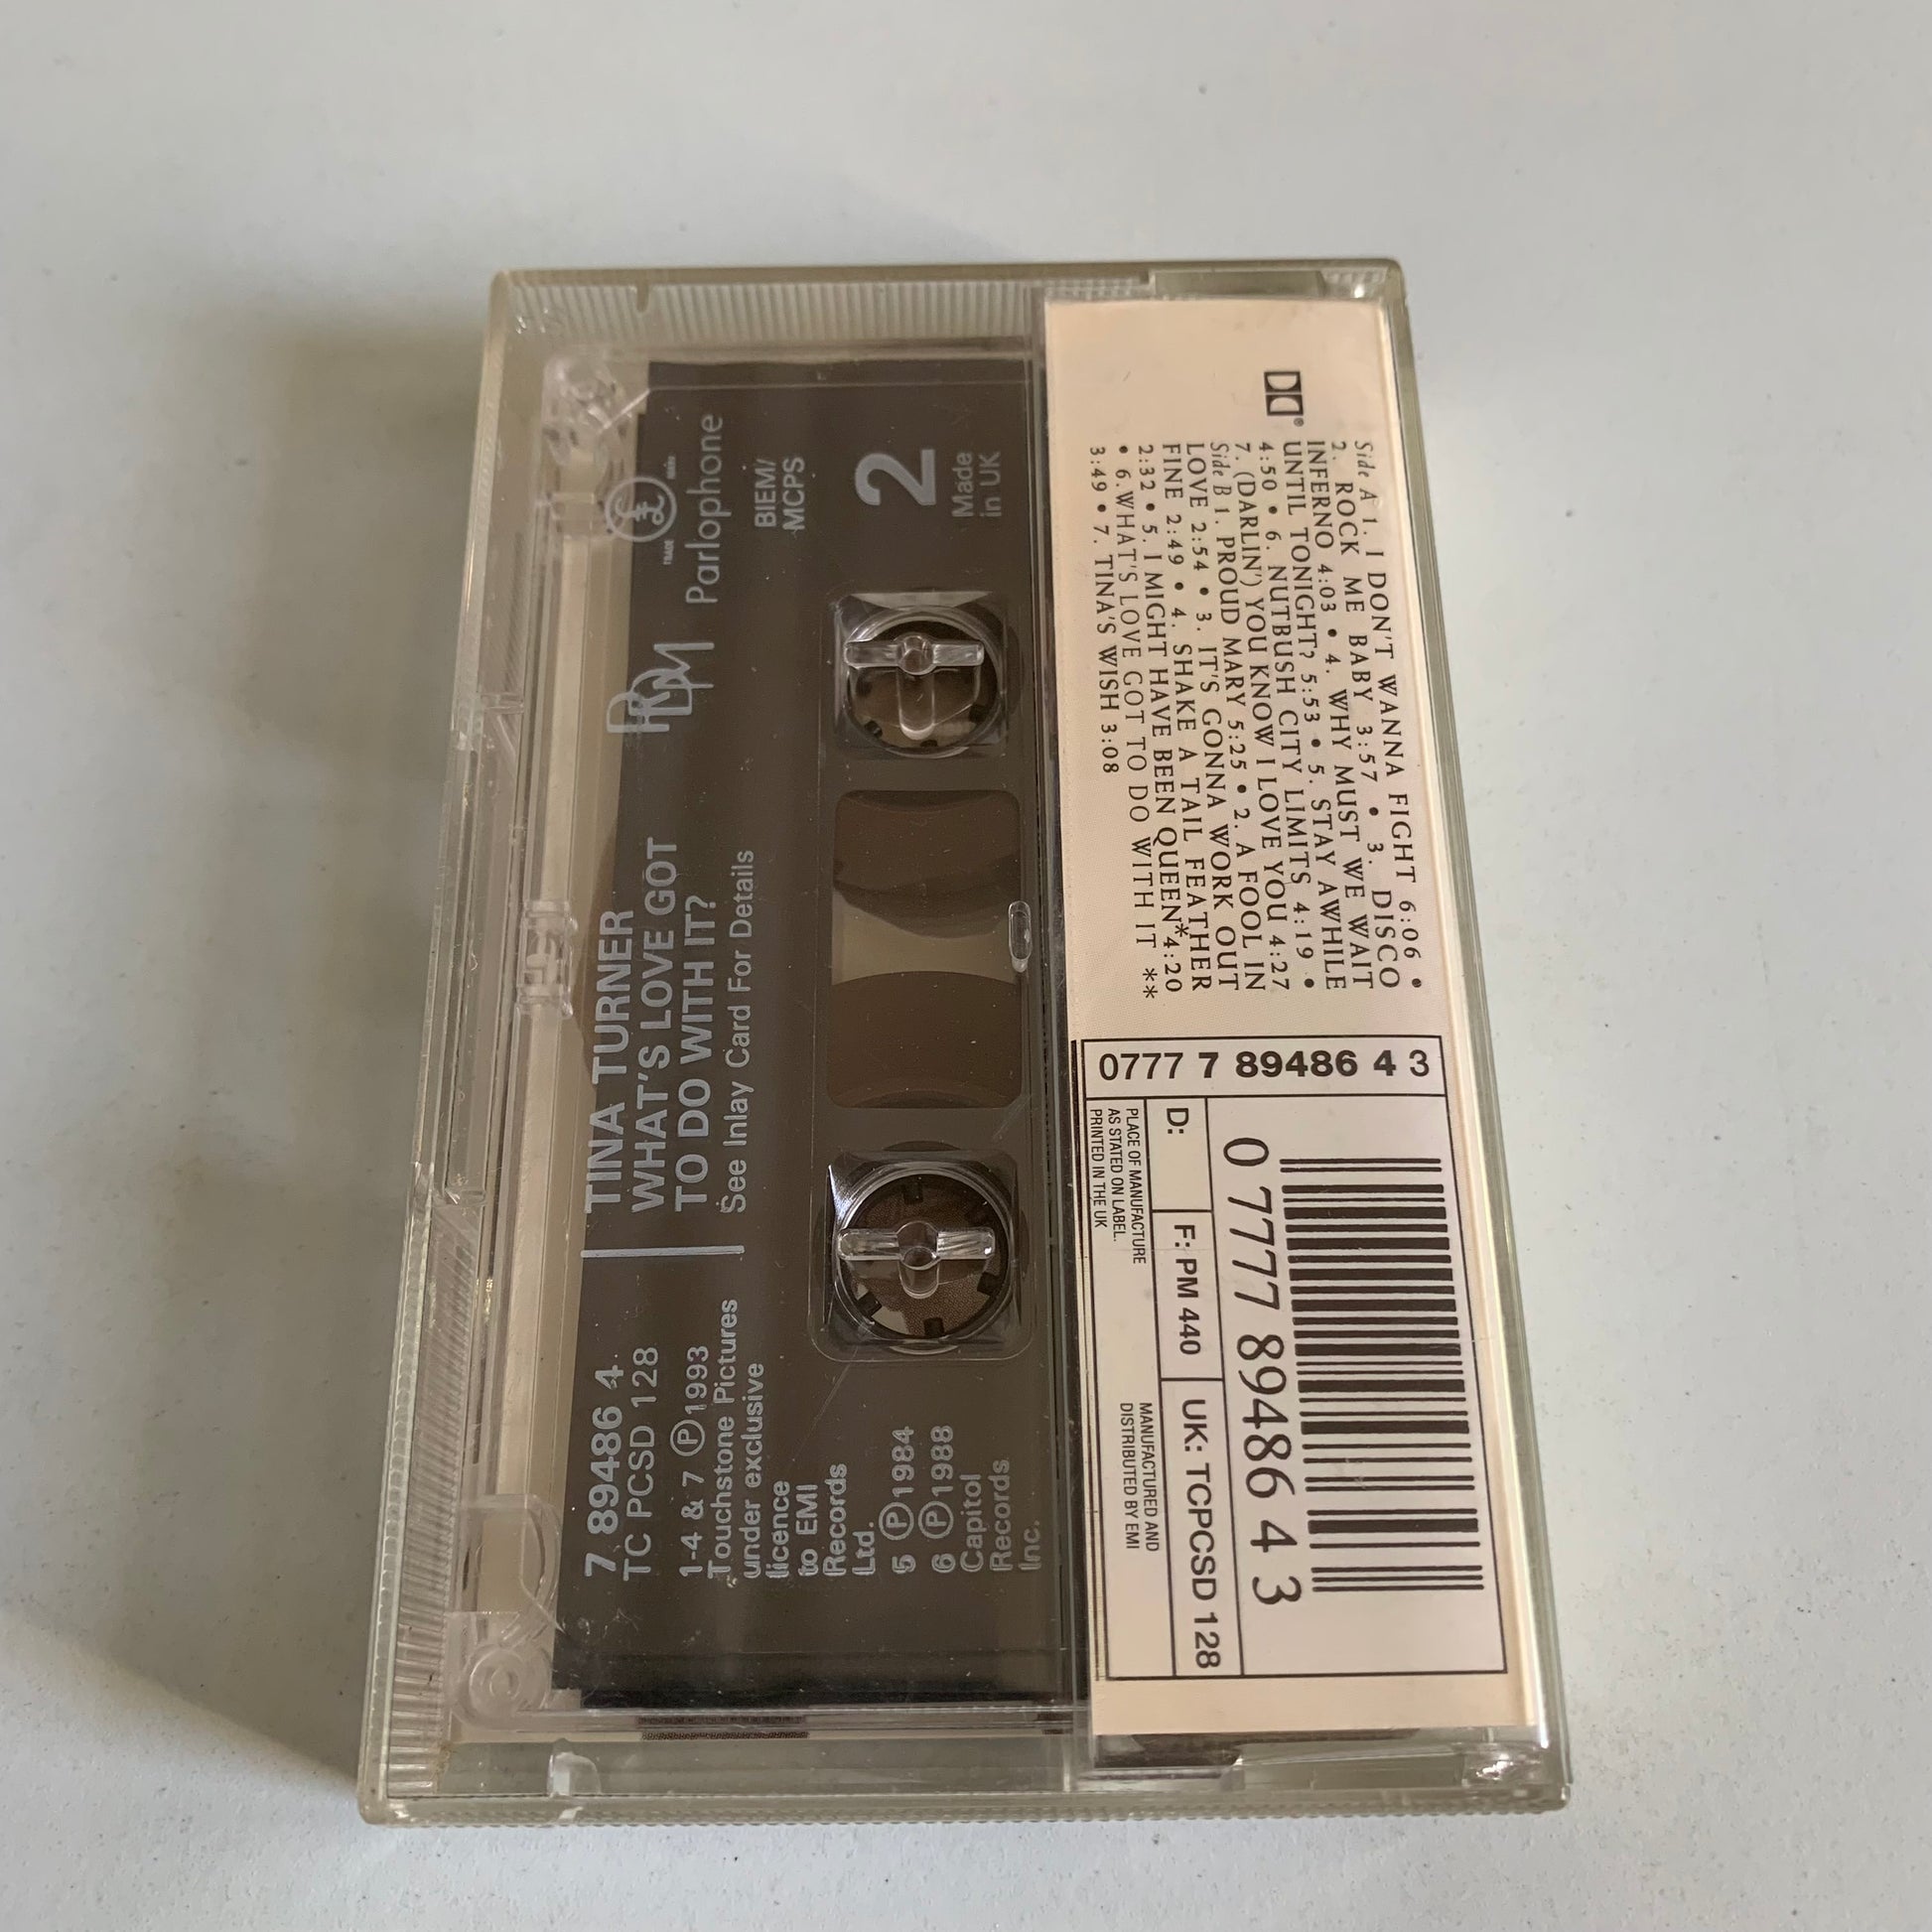 Side A 1. I DON'T WANNA FIGHT 6:06 •
2. ROCK ME BABY 3:57 • 3. DISCO
INFERNO 4:03 • 4. WHY MUST WE WAIT
UNTIL TONIGHT? 5:53 • 5. STAY AWHILE
4:50 • 6. NUTBUSH CITY LIMITS 4:19 •
7. (DARLIN') YOU KNOW I LOVE YOU 4:27
Side B 1. PROUD MARY 5:25 • 2. A FOOL IN
LOVE 2:54 • 3. IT'S GONNA WORK OUT
FINE 2:49 • 4. SHAKE A TAIL FEATHER
2:32 • 5. I MIGHT HAVE BEEN QUEEN* 4:20
• 6. WHAT'S LOVE GOT TO DO WITH IT **
3:49 • 7. TINA'S WISH 3:08
0777 7 89486 4 3
0 7777 89486 4 3
D:
F: PM 440
UK: TCPCSD 128
PLACE OF MANUFACTURE
AS STATED ON LABEL.
PRINTED IN THE UK
MANUFACTURED AND
DISTRIBUTED BY EMI
7 89486 4
TC PCSD 128
1-4 & 7 Ⓟ1993
Touchstone Pictures
under exclusive
licence
to EMI
Records
Ltd.
5 Ⓟ1984
6 Ⓟ1988
Capitol
Records
Inc.
TINA TURNER
WHAT'S LOVE GOT
TO DO WITH IT?
See Inlay Card For Details
Parlophone
BIEM/
MCPS
2
Made
in UK